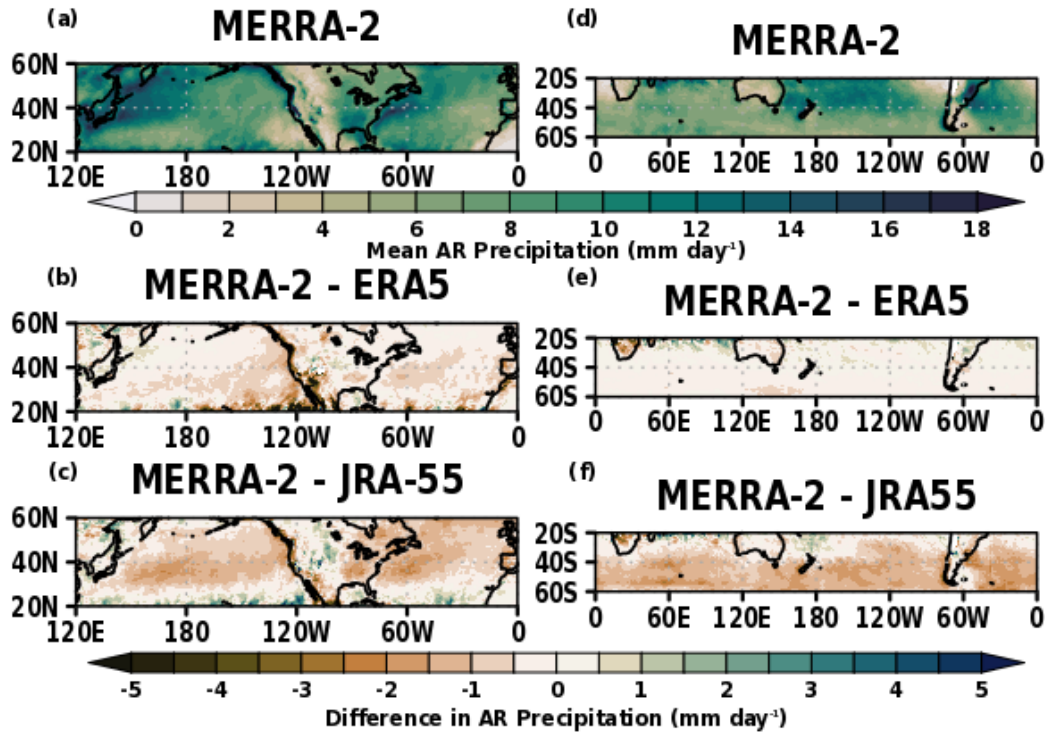 (a) MERRA-2
60N
40N
20N
120E 180 120W 60W 0
(d) MERRA-2
20S
40S
60S
0 60E 120E 180 120W 60W 0
0 2 4 6 8 10 12 14 16 18
Mean AR Precipitation (mm day⁻¹)
(b) MERRA-2 - ERA5
60N
40N
20N
120E 180 120W 60W 0
(e) MERRA-2 - ERA5
20S
40S
60S
0 60E 120E 180 120W 60W 0
(c) MERRA-2 - JRA-55
60N
40N
20N
120E 180 120W 60W 0
(f) MERRA-2 - JRA55
20S
40S
60S
0 60E 120E 180 120W 60W 0
-5 -4 -3 -2 -1 0 1 2 3 4 5
Difference in AR Precipitation (mm day⁻¹)